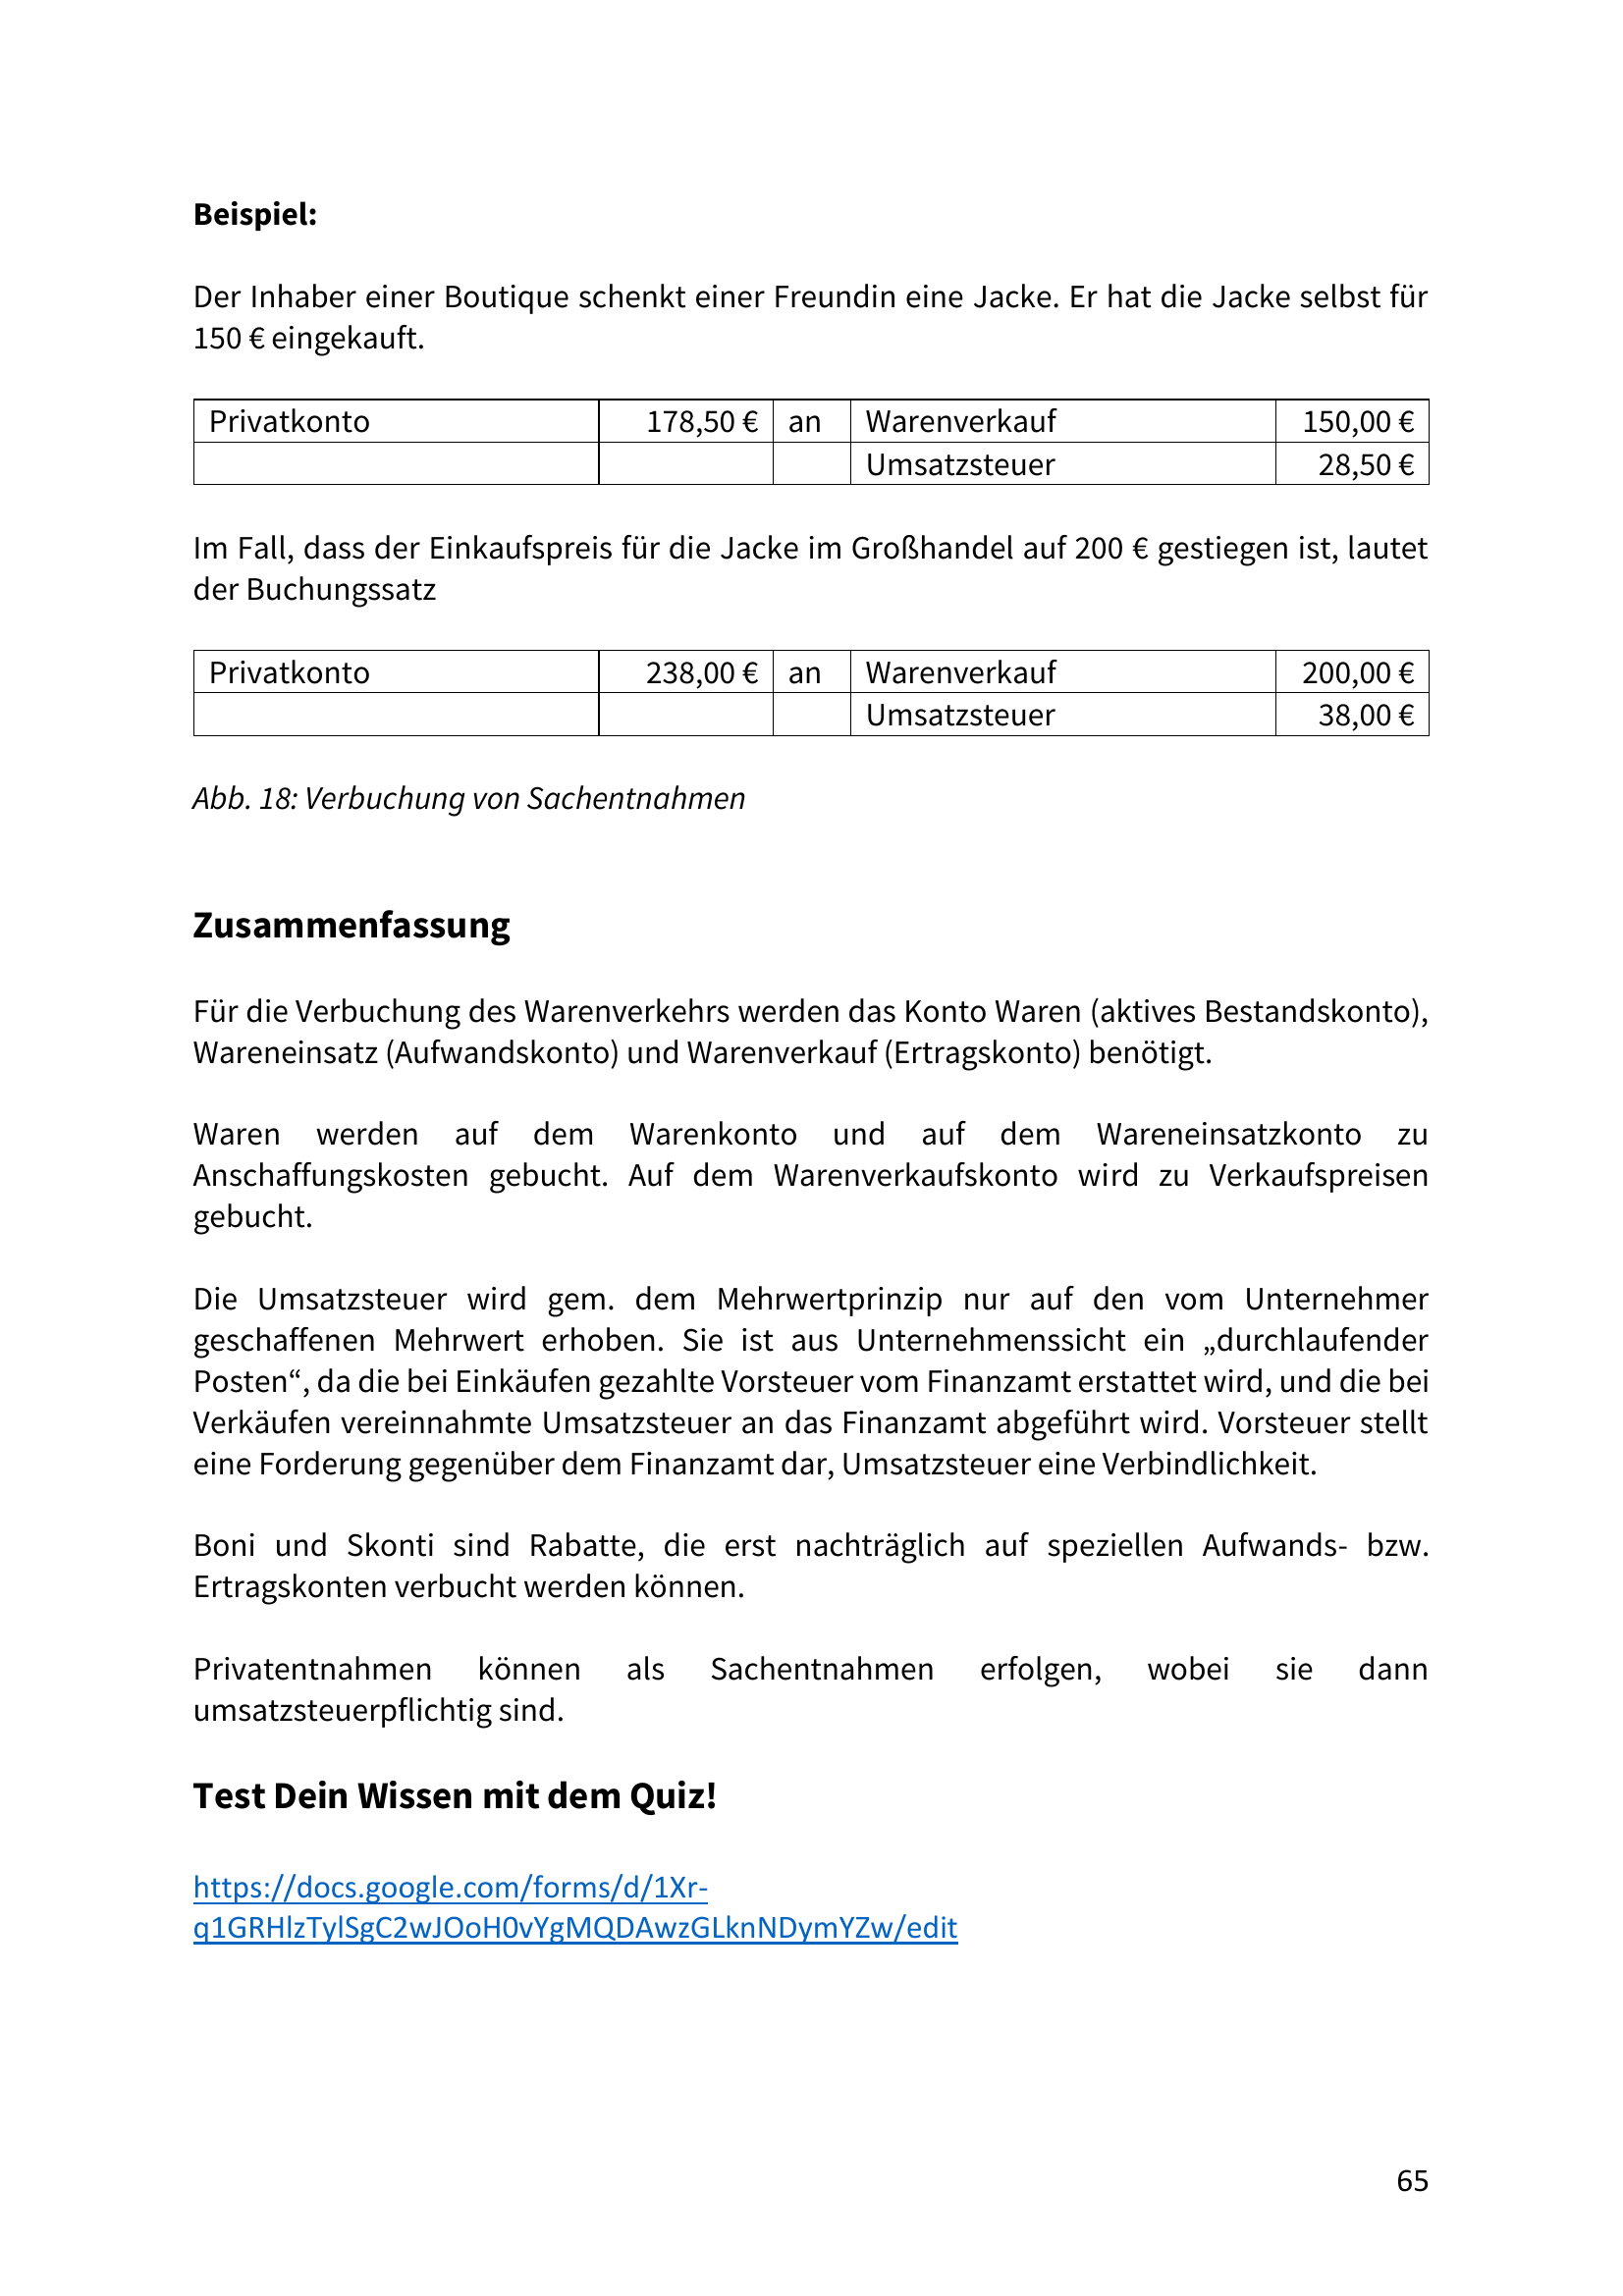 Beispiel:
Der Inhaber einer Boutique schenkt einer Freundin eine Jacke. Er hat die Jacke selbst für
150 € eingekauft.
Privatkonto 178,50 € an Warenverkauf 150,00 €
Umsatzsteuer 28,50 €
Im Fall, dass der Einkaufspreis für die Jacke im Großhandel auf 200 € gestiegen ist, lautet
der Buchungssatz
Privatkonto 238,00 € an Warenverkauf 200,00 €
Umsatzsteuer 38,00 €
Abb. 18: Verbuchung von Sachentnahmen
Zusammenfassung
Für die Verbuchung des Warenverkehrs werden das Konto Waren (aktives Bestandskonto),
Wareneinsatz (Aufwandskonto) und Warenverkauf (Ertragskonto) benötigt.
Waren werden auf dem Warenkonto und auf dem Wareneinsatzkonto zu
Anschaffungskosten gebucht. Auf dem Warenverkaufskonto wird zu Verkaufspreisen
gebucht.
Die Umsatzsteuer wird gem. dem Mehrwertprinzip nur auf den vom Unternehmer
geschaffenen Mehrwert erhoben. Sie ist aus Unternehmenssicht ein „durchlaufender
Posten“, da die bei Einkäufen gezahlte Vorsteuer vom Finanzamt erstattet wird, und die bei
Verkäufen vereinnahmte Umsatzsteuer an das Finanzamt abgeführt wird. Vorsteuer stellt
eine Forderung gegenüber dem Finanzamt dar, Umsatzsteuer eine Verbindlichkeit.
Boni und Skonti sind Rabatte, die erst nachträglich auf speziellen Aufwands- bzw.
Ertragskonten verbucht werden können.
Privatentnahmen können als Sachentnahmen erfolgen, wobei sie dann
umsatzsteuerpflichtig sind.
Test Dein Wissen mit dem Quiz!
https://docs.google.com/forms/d/1Xr-
q1GRHlzTylSgC2wJOoH0vYgMQDAwzGLknNDymYZw/edit
65